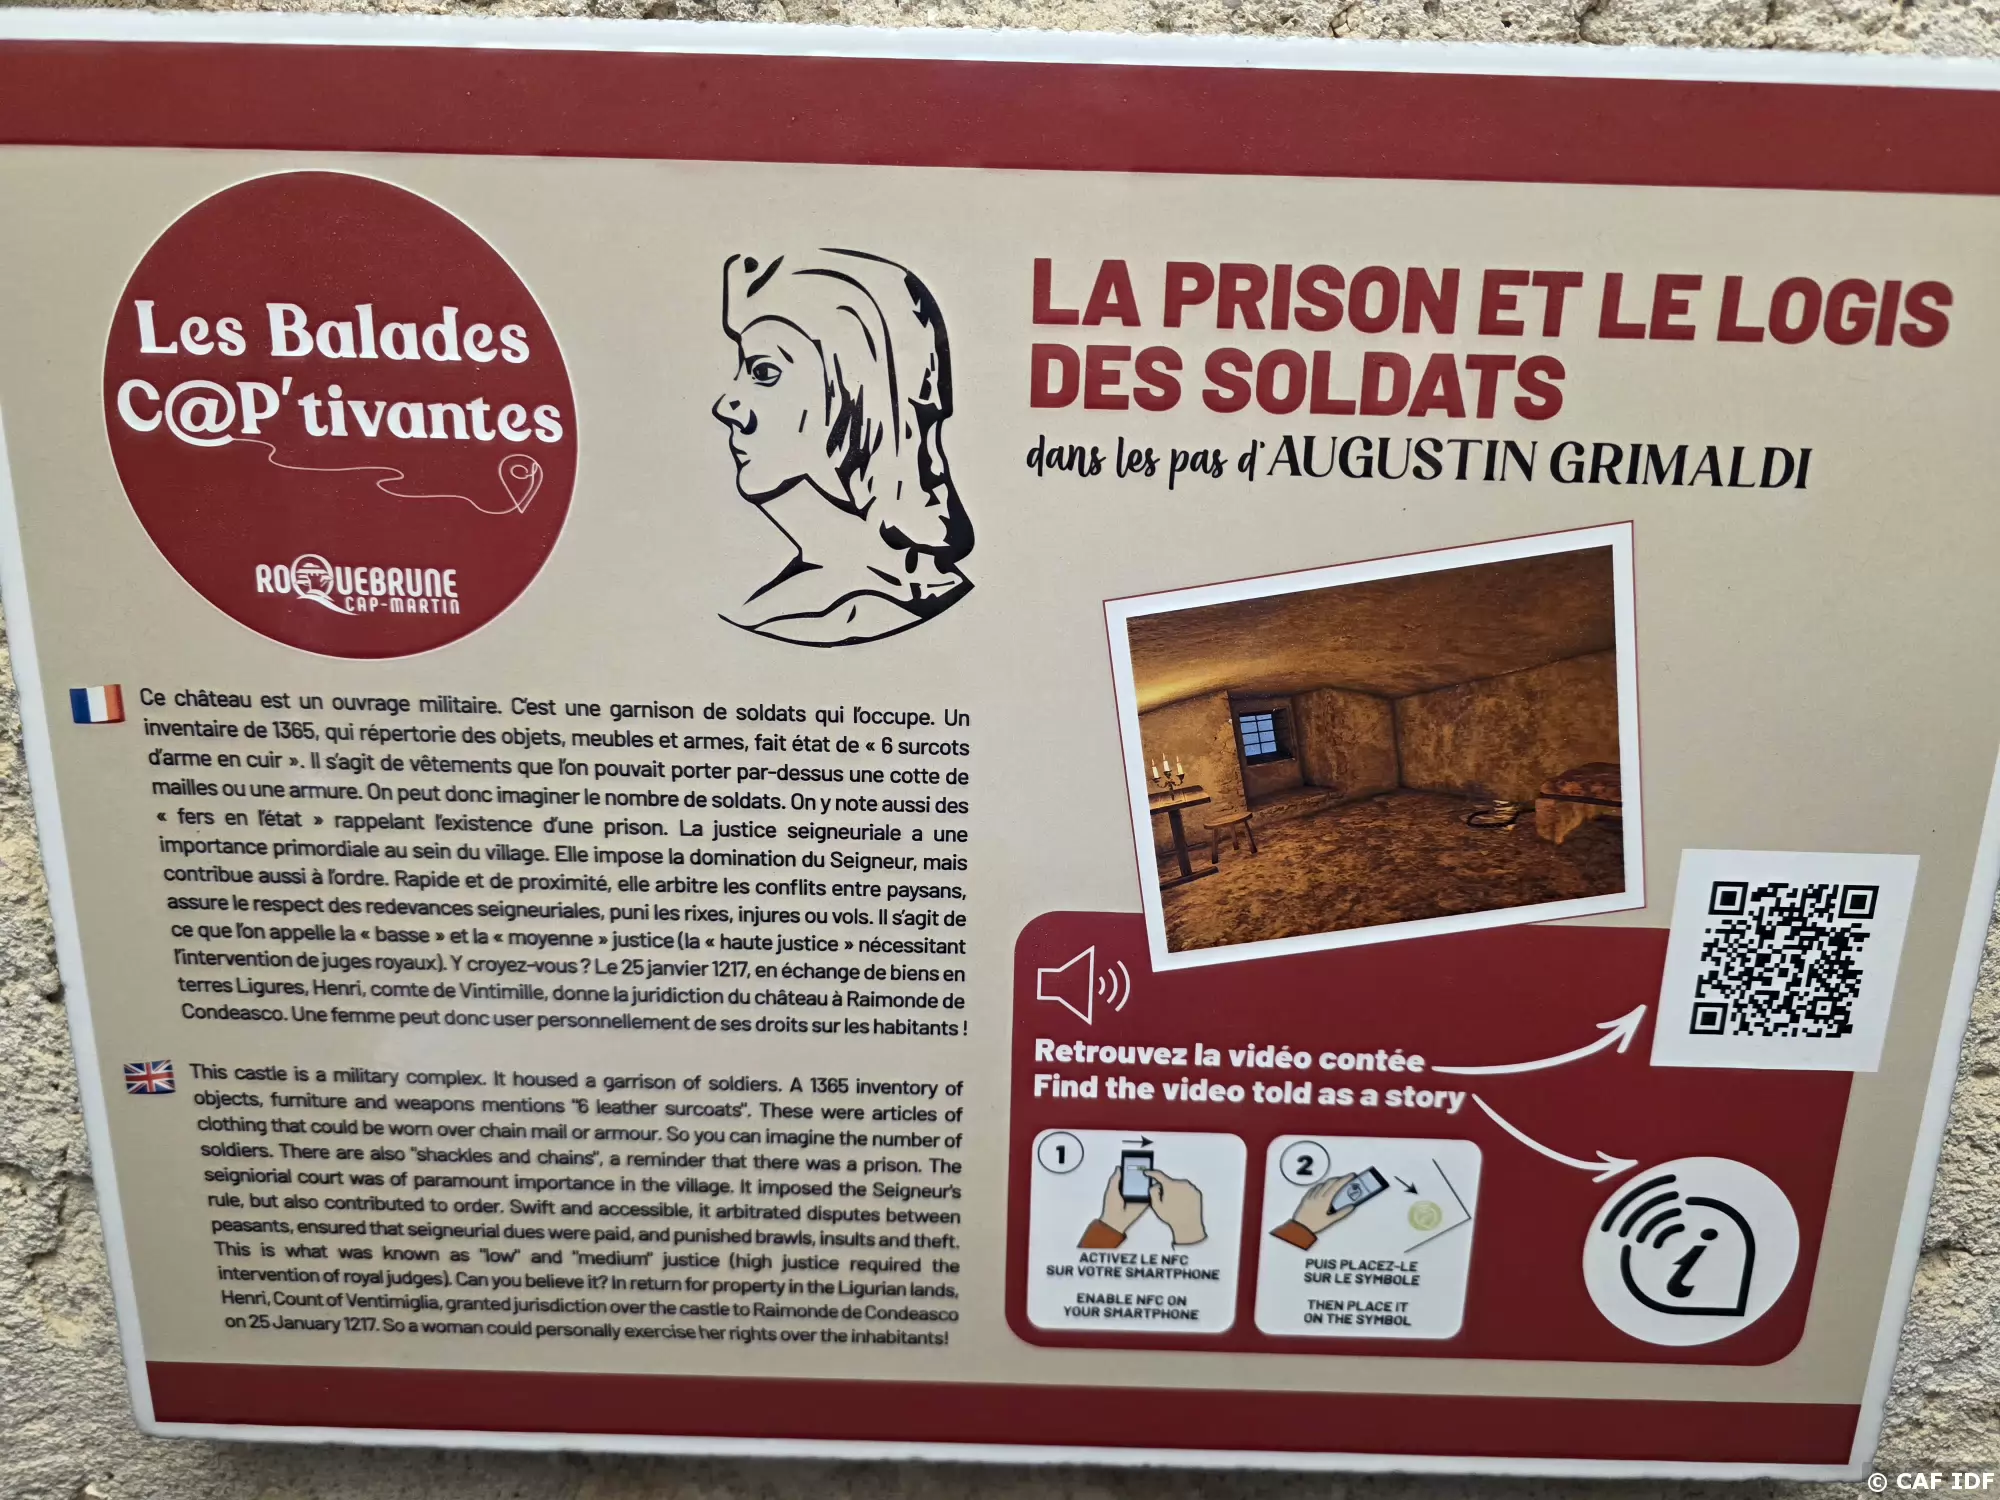 Les Balades
C@P'tivantes
ROQUEBRUNE
CAP-MARTIN
LA PRISON ET LE LOGIS
DES SOLDATS
dans les pas d'AUGUSTIN GRIMALDI
Ce château est un ouvrage militaire. C'est une garnison de soldats qui l'occupe. Un
inventaire de 1365, qui répertorie des objets, meubles et armes, fait état de « 6 surcots
d'arme en cuir ». Il s'agit de vêtements que l'on pouvait porter par-dessus une cotte de
mailles ou une armure. On peut donc imaginer le nombre de soldats. On y note aussi des
« fers en l'état » rappelant l'existence d'une prison. La justice seigneuriale a une
importance primordiale au sein du village. Elle impose la domination du Seigneur, mais
contribue aussi à l'ordre. Rapide et de proximité, elle arbitre les conflits entre paysans,
assure le respect des redevances seigneuriales, puni les rixes, injures ou vols. Il s'agit de
ce que l'on appelle la « basse » et la « moyenne » justice (la « haute justice » nécessitant
l'intervention de juges royaux). Y croyez-vous ? Le 25 janvier 1217, en échange de biens en
terres Ligures, Henri, comte de Vintimille, donne la juridiction du château à Raimonde de
Condeasco. Une femme peut donc user personnellement de ses droits sur les habitants !
This castle is a military complex. It housed a garrison of soldiers. A 1365 inventory of
objects, furniture and weapons mentions "6 leather surcoats". These were articles of
clothing that could be worn over chain mail or armour. So you can imagine the number of
soldiers. There are also "shackles and chains", a reminder that there was a prison. The
seigniorial court was of paramount importance in the village. It imposed the Seigneur's
rule, but also contributed to order. Swift and accessible, it arbitrated disputes between
peasants, ensured that seigneurial dues were paid, and punished brawls, insults and theft.
This is what was known as "low" and "medium" justice (high justice required the
intervention of royal judges). Can you believe it? In return for property in the Ligurian lands,
Henri, Count of Ventimiglia, granted jurisdiction over the castle to Raimonde de Condeasco
on 25 January 1217. So a woman could personally exercise her rights over the inhabitants!
Retrouvez la vidéo contée
Find the video told as a story
1
ACTIVEZ LE NFC
SUR VOTRE SMARTPHONE
ENABLE NFC ON
YOUR SMARTPHONE
2
PUIS PLACEZ-LE
SUR LE SYMBOLE
THEN PLACE IT
ON THE SYMBOL
i
© CAF IDF